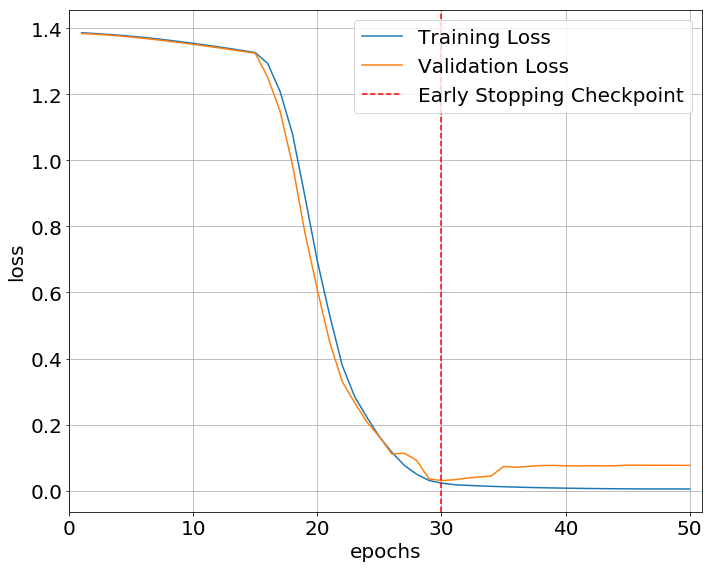 1.4
1.2
1.0
0.8
0.6
0.4
0.2
0.0
loss
Training Loss
Validation Loss
Early Stopping Checkpoint
0 10 20 30 40 50
epochs